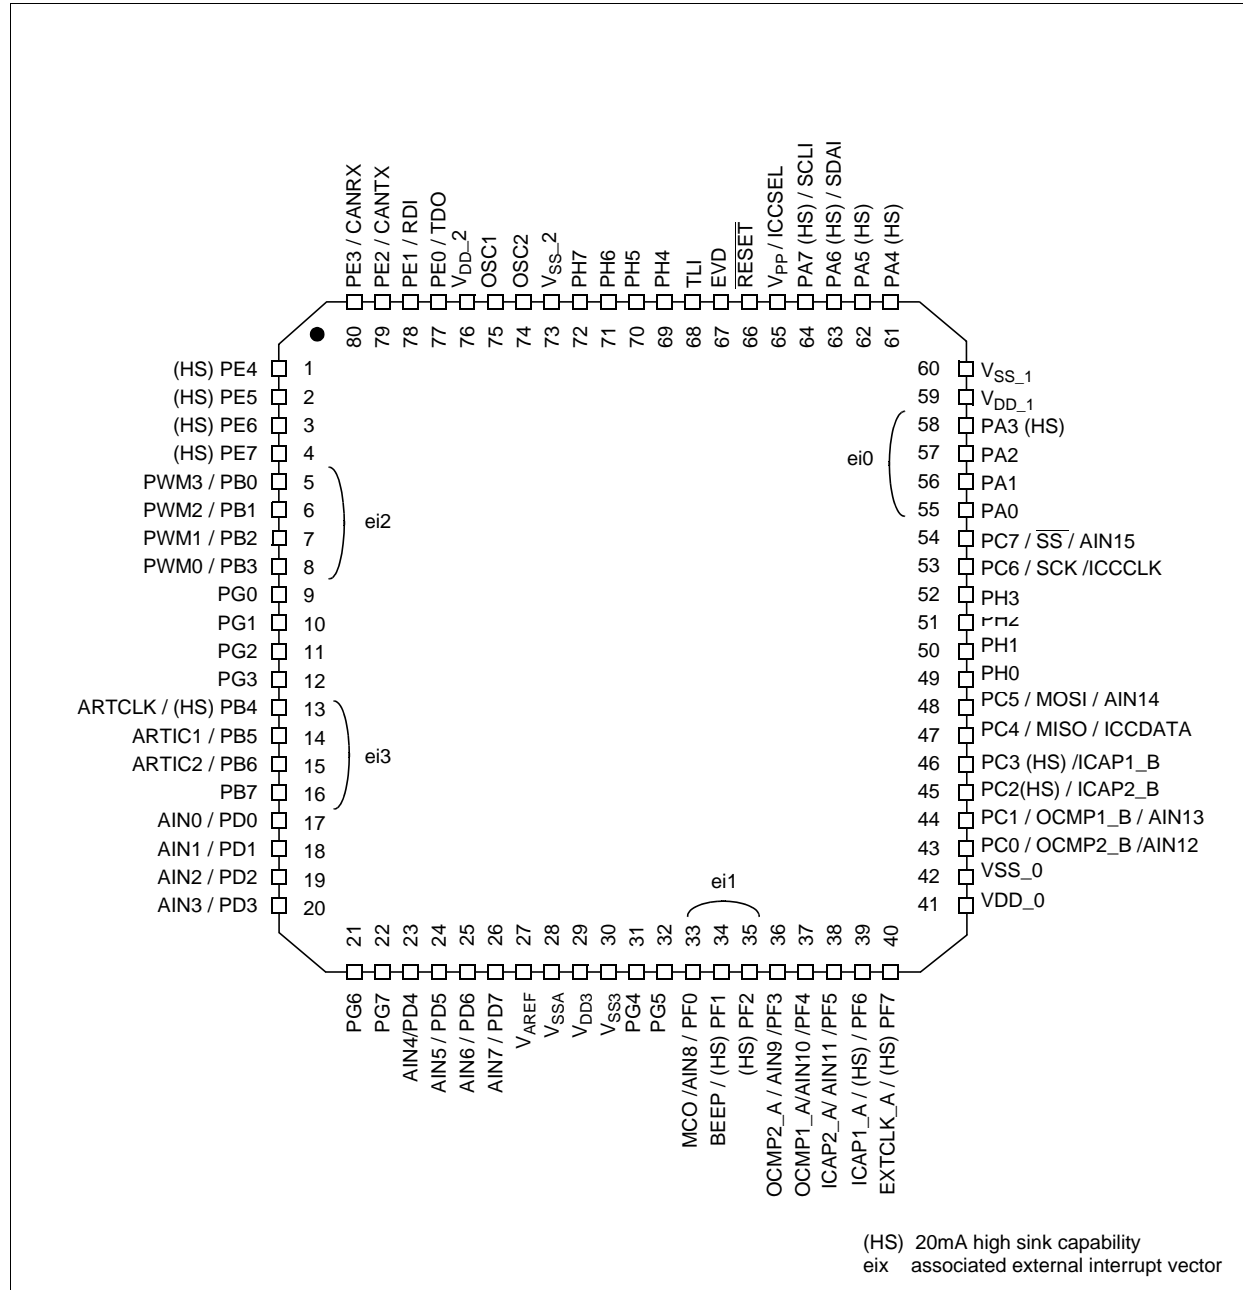 PE3 / CANRX
PE2 / CANTX
PE1 / RDI
PE0 / TDO
VDD_2
OSC1
OSC2
VSS_2
PH7
PH6
PH5
PH4
TLI
EVD
RESET
VPP / ICCSEL
PA7 (HS) / SCLI
PA6 (HS) / SDAI
PA5 (HS)
PA4 (HS)
80 79 78 77 76 75 74 73 72 71 70 69 68 67 66 65 64 63 62 61
(HS) PE4 1
(HS) PE5 2
(HS) PE6 3
(HS) PE7 4
PWM3 / PB0 5
PWM2 / PB1 6
PWM1 / PB2 7
PWM0 / PB3 8
ei2
PG0 9
PG1 10
PG2 11
PG3 12
ARTCLK / (HS) PB4 13
ARTIC1 / PB5 14
ARTIC2 / PB6 15
PB7 16
ei3
AIN0 / PD0 17
AIN1 / PD1 18
AIN2 / PD2 19
AIN3 / PD3 20
60 VSS_1
59 VDD_1
58 PA3 (HS)
57 PA2
56 PA1
55 PA0
ei0
54 PC7 / SS / AIN15
53 PC6 / SCK /ICCCLK
52 PH3
51 PH2
50 PH1
49 PH0
48 PC5 / MOSI / AIN14
47 PC4 / MISO / ICCDATA
46 PC3 (HS) /ICAP1_B
45 PC2(HS) / ICAP2_B
44 PC1 / OCMP1_B / AIN13
43 PC0 / OCMP2_B /AIN12
42 VSS_0
41 VDD_0
ei1
21 22 23 24 25 26 27 28 29 30 31 32 33 34 35 36 37 38 39 40
PG6
PG7
AIN4/PD4
AIN5 / PD5
AIN6 / PD6
AIN7 / PD7
VAREF
VSSA
VDD3
VSS3
PG4
PG5
MCO /AIN8 / PF0
BEEP / (HS) PF1
(HS) PF2
OCMP2_A / AIN9 /PF3
OCMP1_A/AIN10 /PF4
ICAP2_A/ AIN11 /PF5
ICAP1_A / (HS) / PF6
EXTCLK_A / (HS) PF7
(HS) 20mA high sink capability
eix associated external interrupt vector